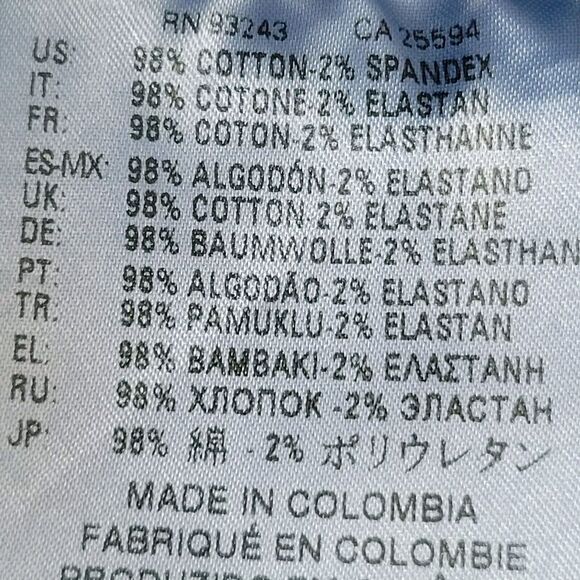 RN 93243 CA 25594
US: 98% COTTON-2% SPANDEX
IT: 98% COTONE-2% ELASTAN
FR: 98% COTON-2% ELASTHANNE
ES-MX: 98% ALGODÓN-2% ELASTANO
UK: 98% COTTON-2% ELASTANE
DE: 98% BAUMWOLLE-2% ELASTHAN
PT: 98% ALGODÃO-2% ELASTANO
TR: 98% PAMUKLU-2% ELASTAN
EL: 98% BAMBAKI-2% ΕΛΑΣΤΑΝΗ
RU: 98% ХЛОПОК -2% ЭЛАСТАН
JP: 98% 綿 - 2% ポリウレタン
MADE IN COLOMBIA
FABRIQUÉ EN COLOMBIE